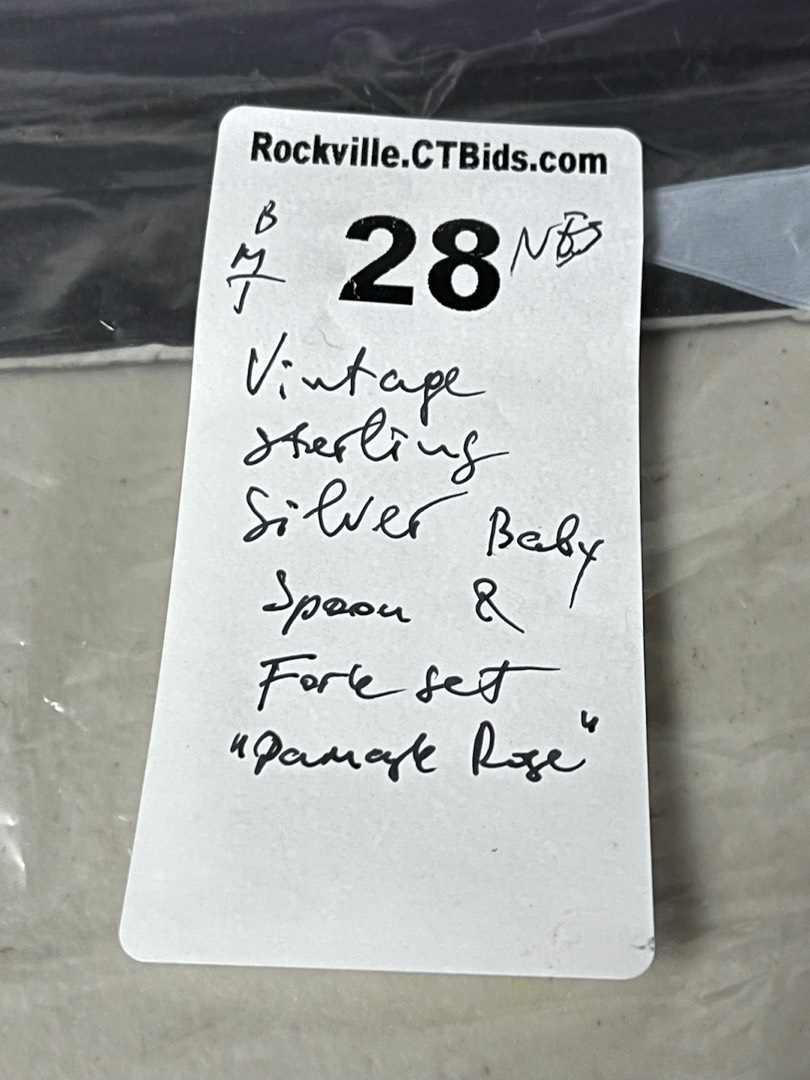 Rockville.CTBids.com
B
M
J
28
Vintage
Sterling
Silver Baby
Spoon &
Fork set
"Damask Rose"